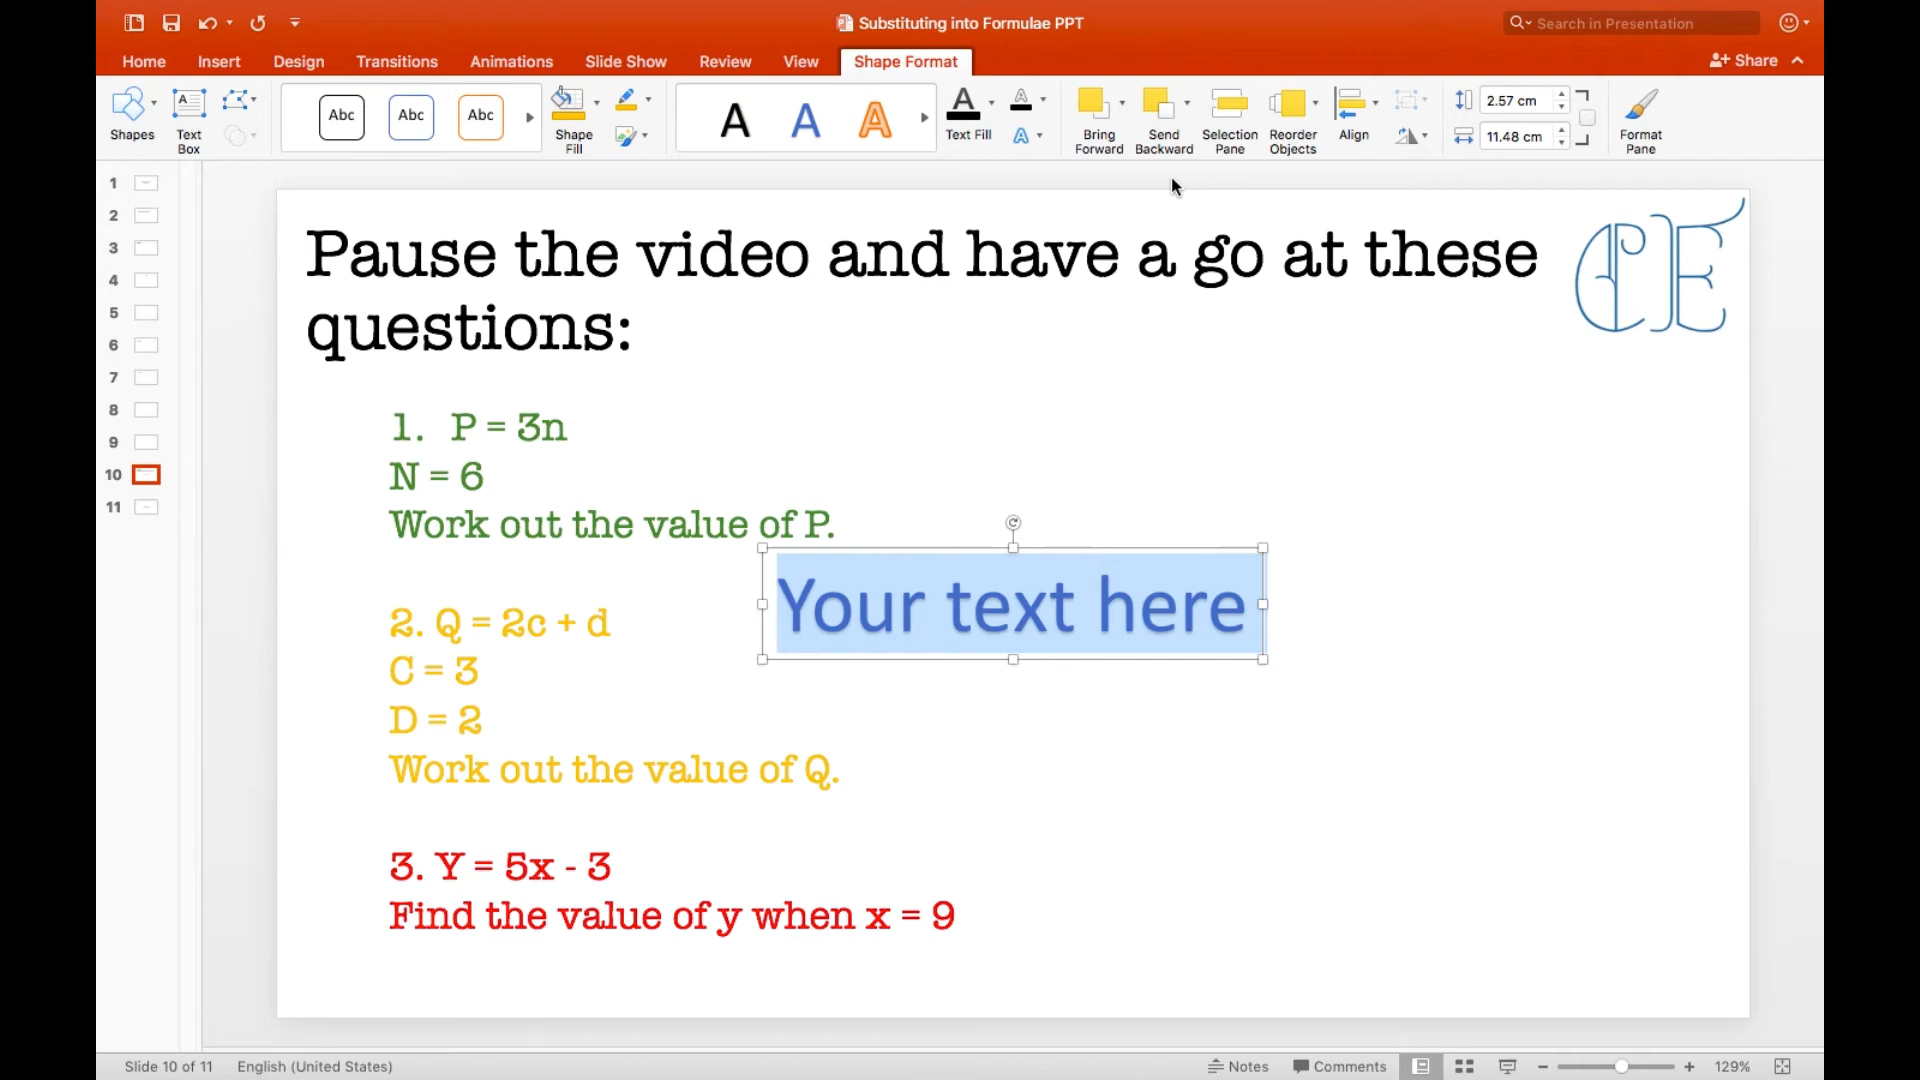 Substituting into Formulae PPT
Search in Presentation
Home Insert Design Transitions Animations Slide Show Review View Shape Format Share
Shapes
Text Box
Abc Abc Abc
Shape Fill
A A A
Text Fill
Bring Forward
Send Backward
Selection Pane
Reorder Objects
Align
2.57 cm
11.48 cm
Format Pane
1
2
3
4
5
6
7
8
9
10
11
Pause the video and have a go at these
questions:
CE
1. P = 3n
N = 6
Work out the value of P.
Your text here
2. Q = 2c + d
C = 3
D = 2
Work out the value of Q.
3. Y = 5x - 3
Find the value of y when x = 9
Slide 10 of 11 English (United States) Notes Comments 129%